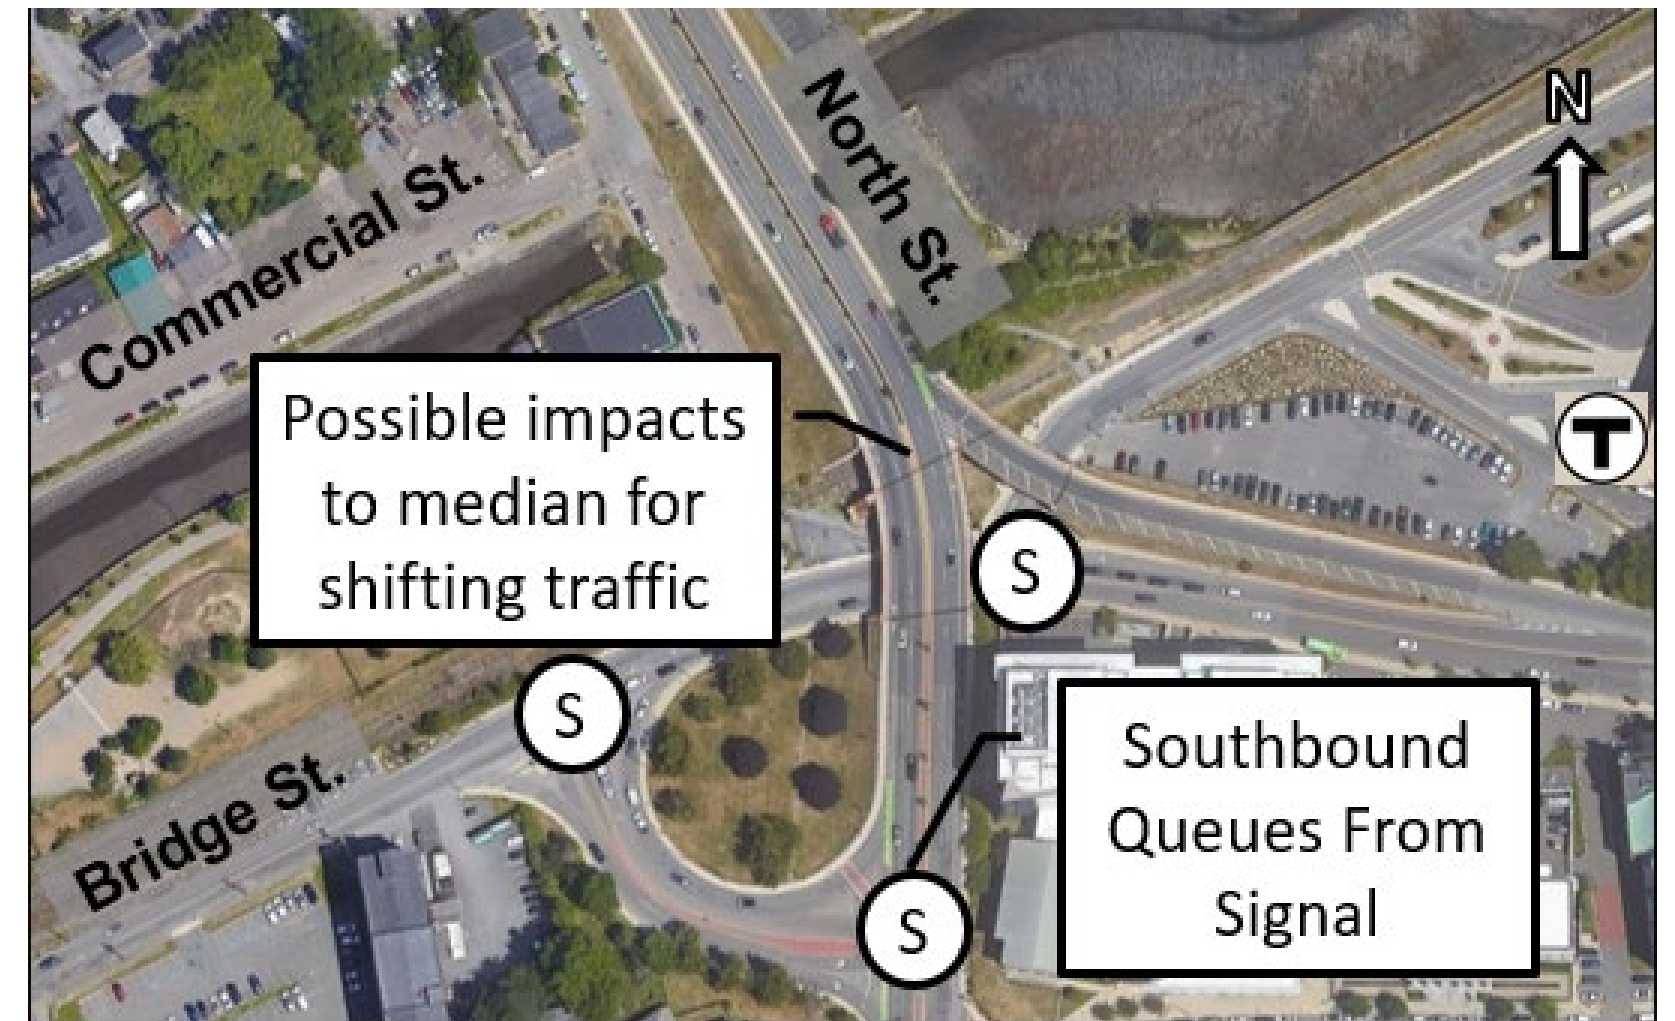 North St.
N
Commercial St.
Possible impacts
to median for
shifting traffic
T
S
S
Bridge St.
Southbound
Queues From
Signal
S